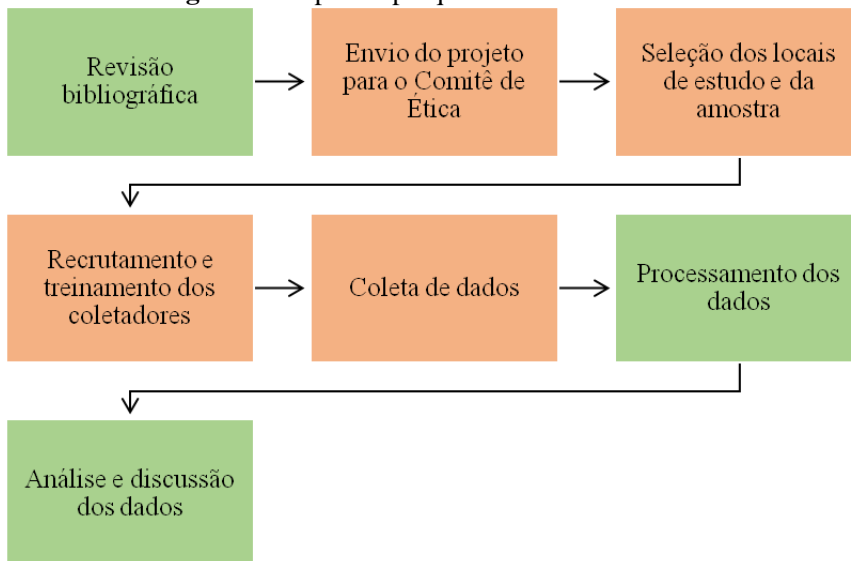 Revisão
bibliográfica
Envio do projeto
para o Comitê de
Ética
Seleção dos locais
de estudo e da
amostra
Recrutamento e
treinamento dos
coletadores
Coleta de dados
Processamento dos
dados
Análise e discussão
dos dados